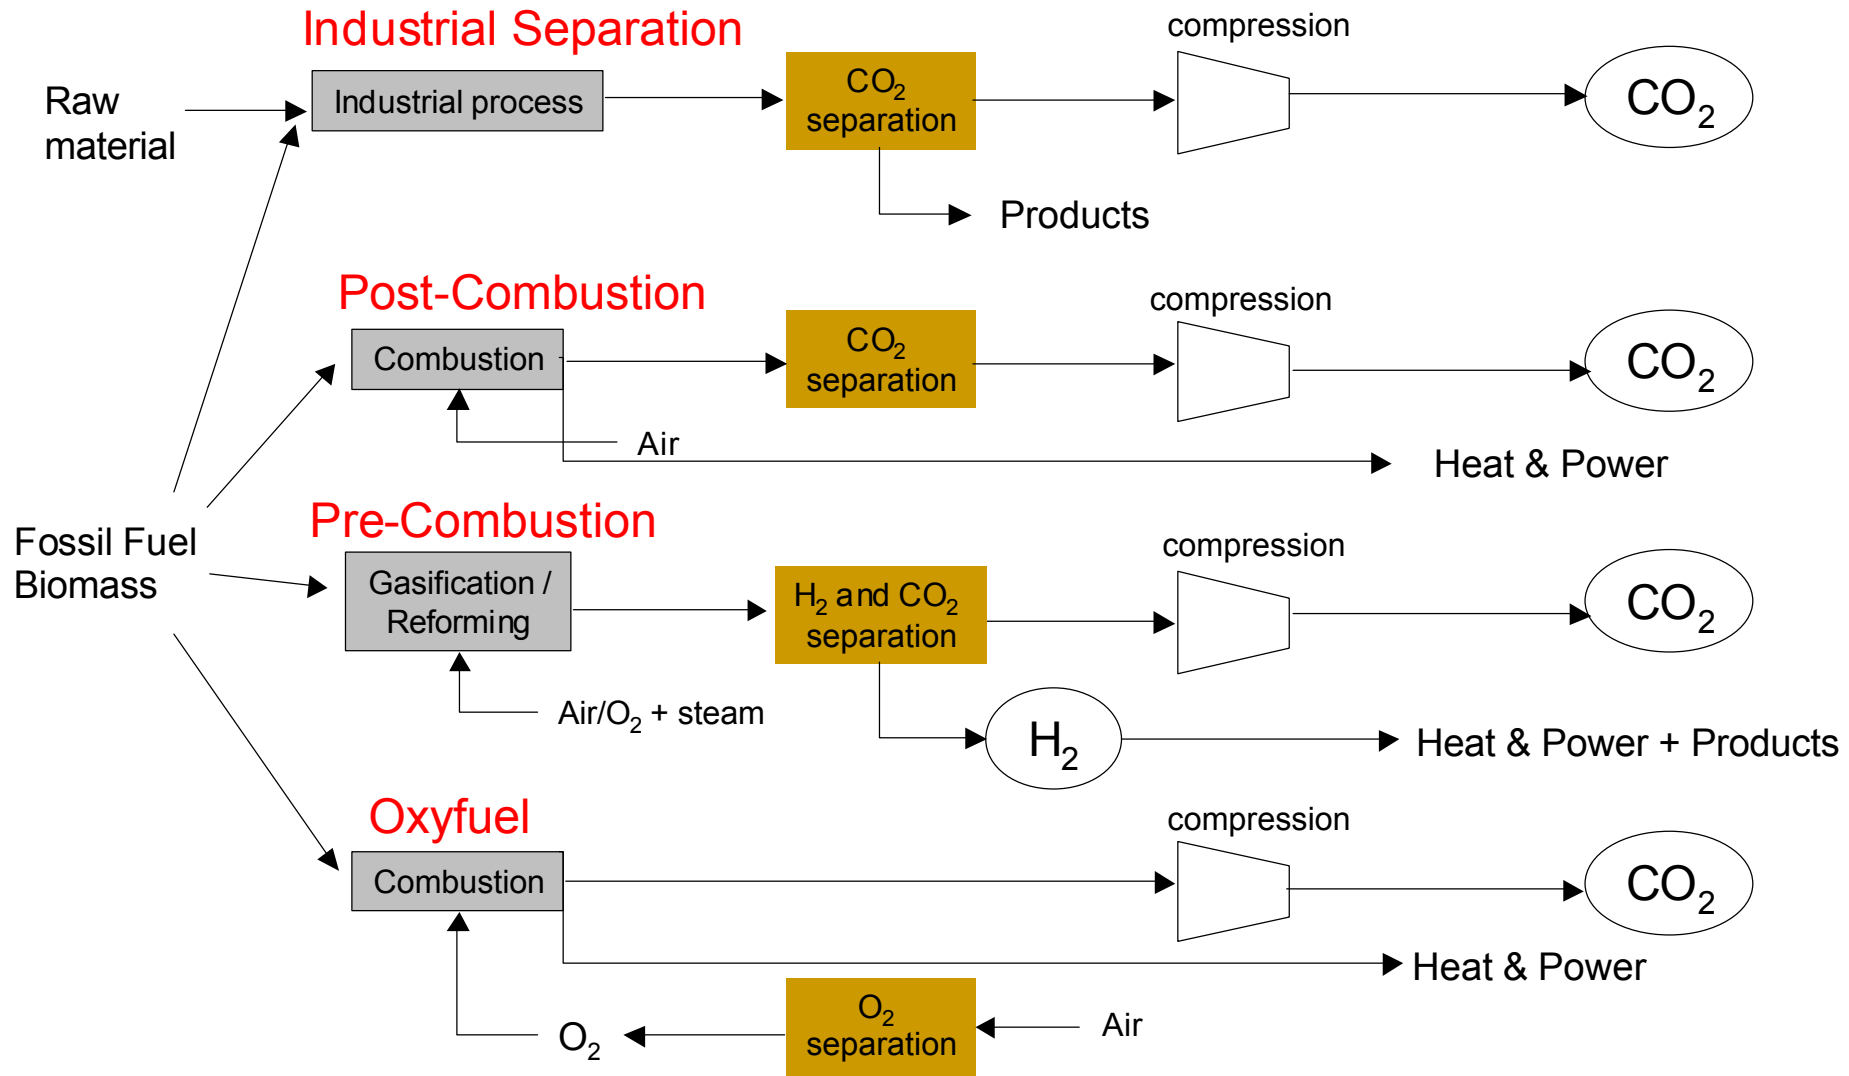 Industrial Separation
compression
Raw
material
Industrial process
CO₂
separation
CO₂
Products
Post-Combustion
compression
Combustion
CO₂
separation
CO₂
Air
Heat & Power
Fossil Fuel
Biomass
Pre-Combustion
compression
Gasification /
Reforming
H₂ and CO₂
separation
CO₂
Air/O₂ + steam
H₂
Heat & Power + Products
Oxyfuel
compression
Combustion
CO₂
Heat & Power
O₂
O₂
separation
Air